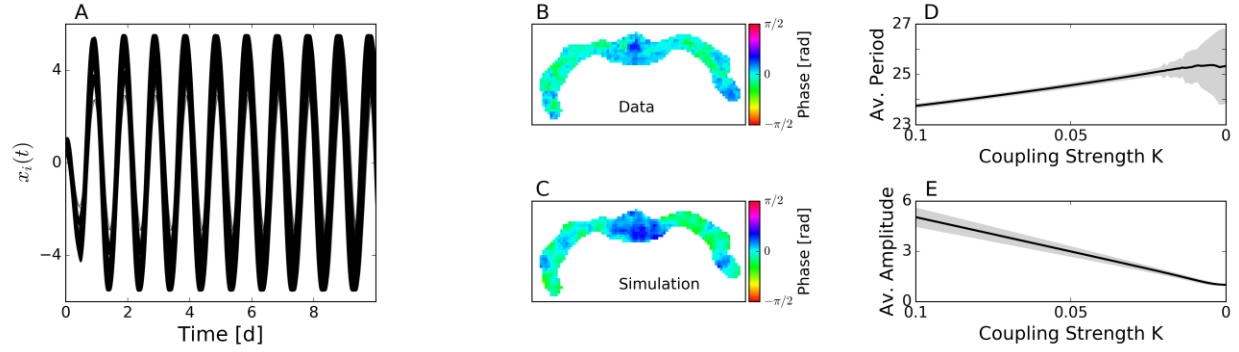 A
x_i(t)
4
0
−4
0
2
4
6
8
Time [d]
B
Data
π/2
0
−π/2
Phase [rad]
C
Simulation
π/2
0
−π/2
Phase [rad]
D
Av. Period
27
26
25
24
23
0.1
0.05
0
Coupling Strength K
E
Av. Amplitude
6
3
0
0.1
0.05
0
Coupling Strength K